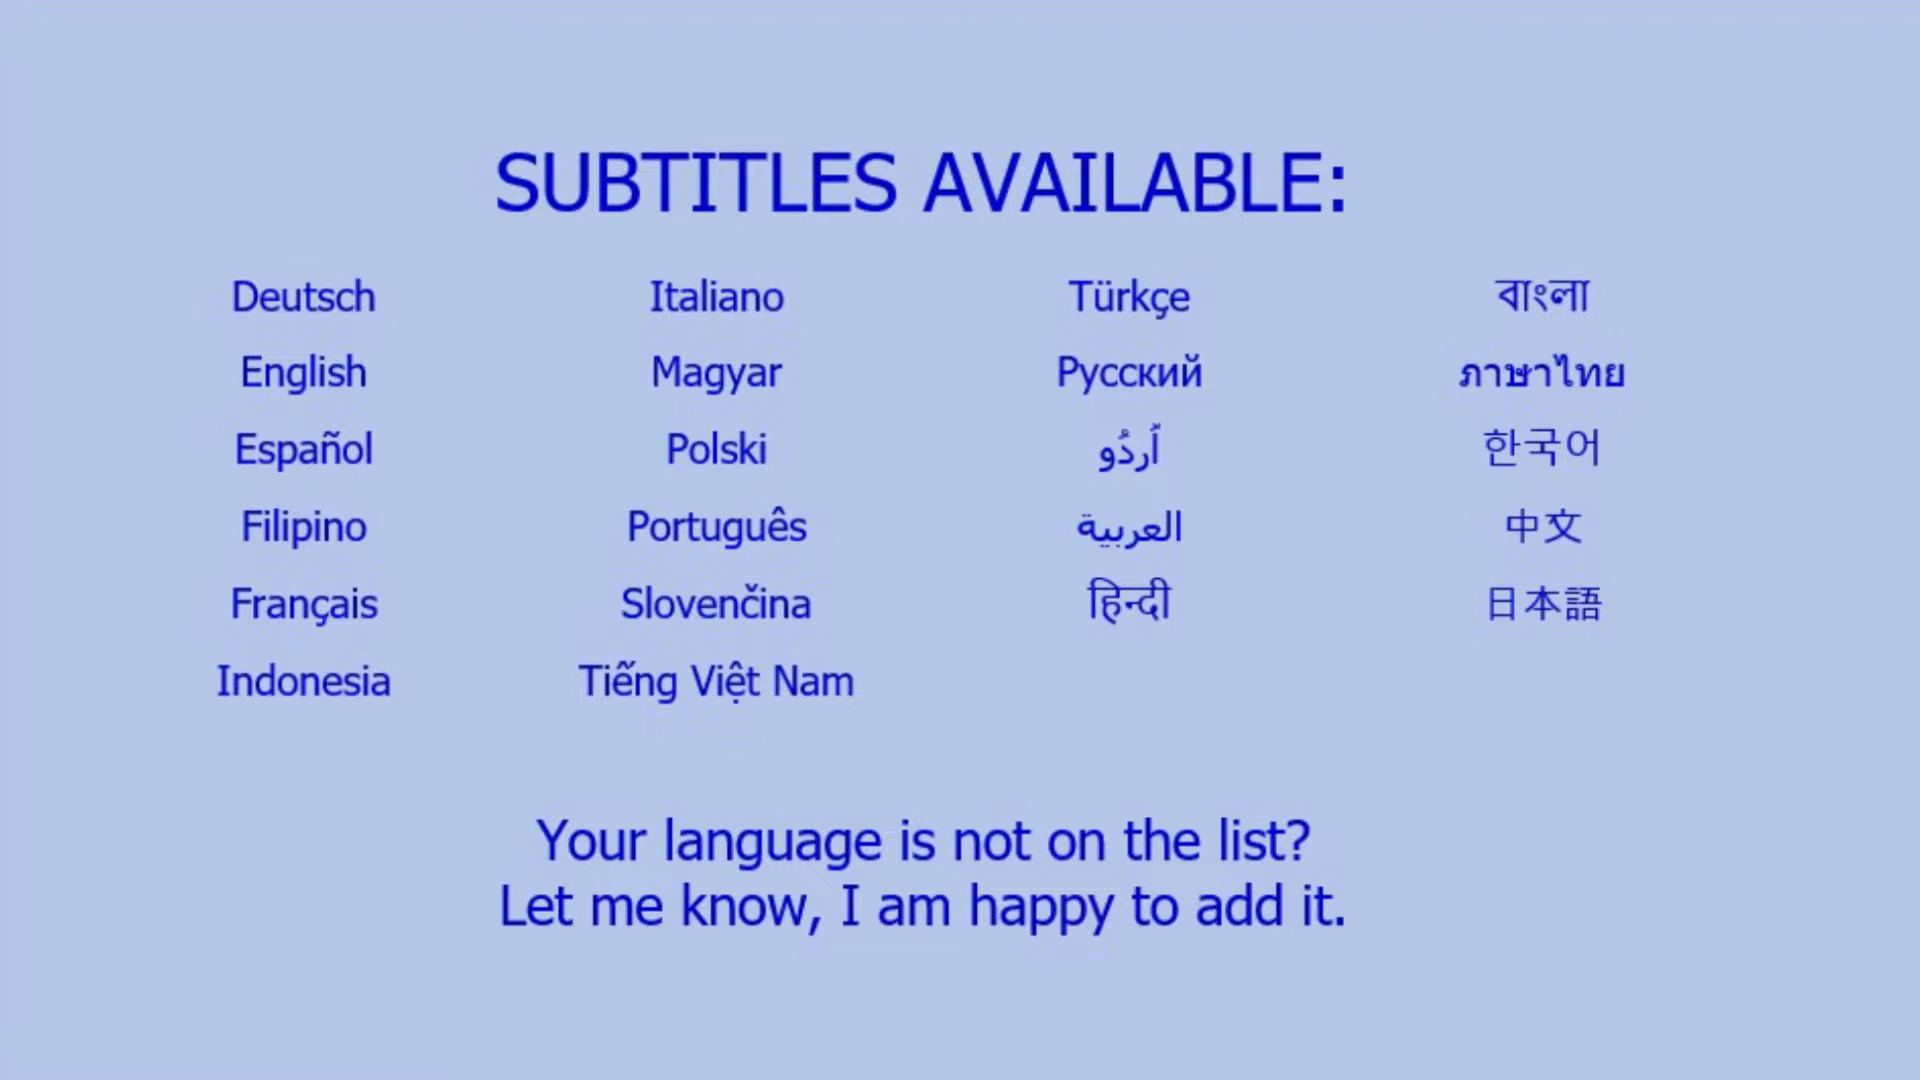 SUBTITLES AVAILABLE:
Deutsch Italiano Türkçe বাংলা
English Magyar Русский ภาษาไทย
Español Polski اُردُو 한국어
Filipino Português العربية 中文
Français Slovenčina हिन्दी 日本語
Indonesia Tiếng Việt Nam
Your language is not on the list?
Let me know, I am happy to add it.